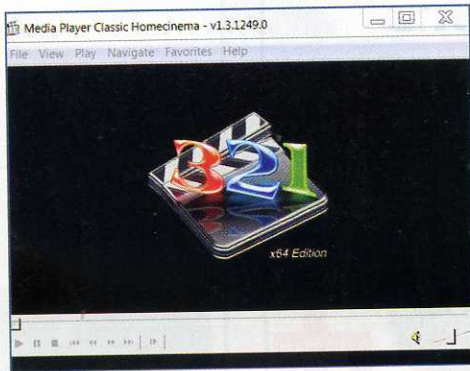 Media Player Classic Homecinema - v1.3.1249.0
File View Play Navigate Favorites Help
321
x64 Edition